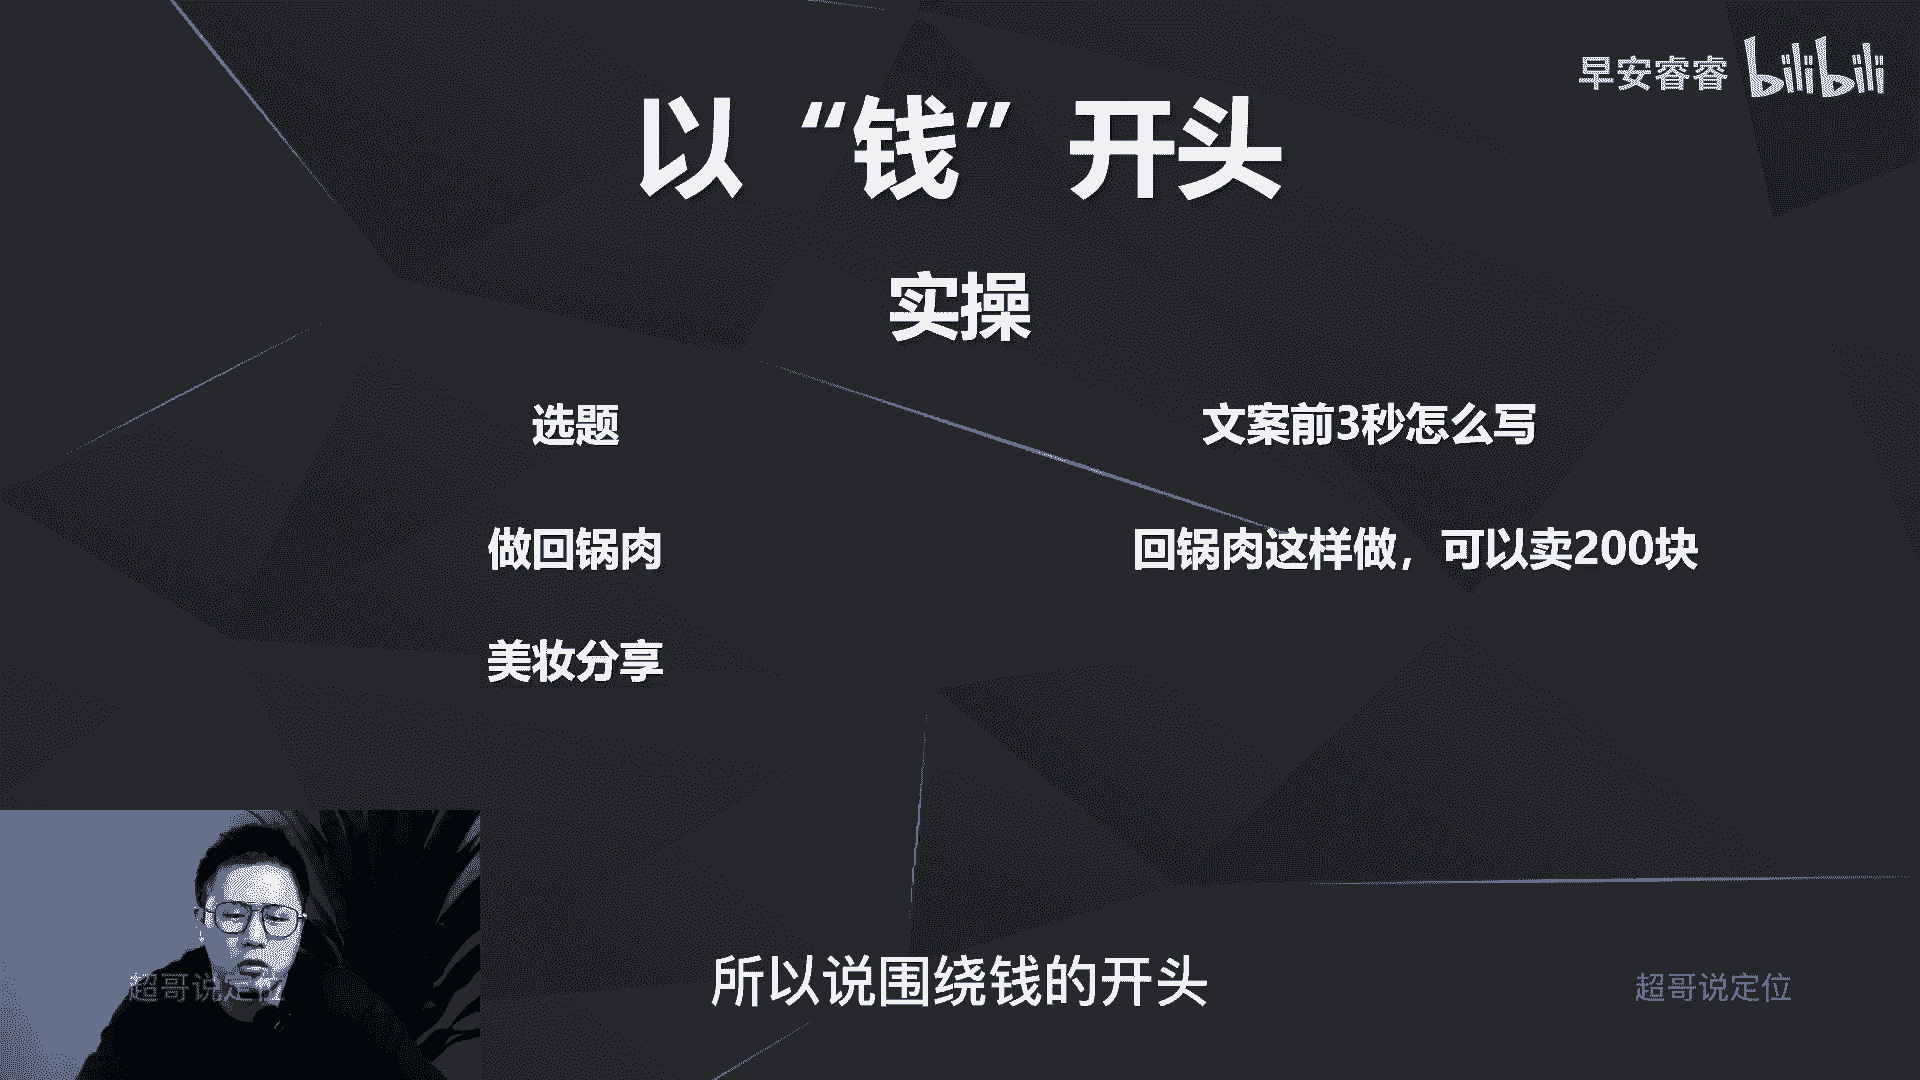 早安睿睿 bilibili
以“钱”开头
实操
选题
文案前3秒怎么写
做回锅肉
回锅肉这样做，可以卖200块
美妆分享
超哥说定位
所以说围绕钱的开头
超哥说定位